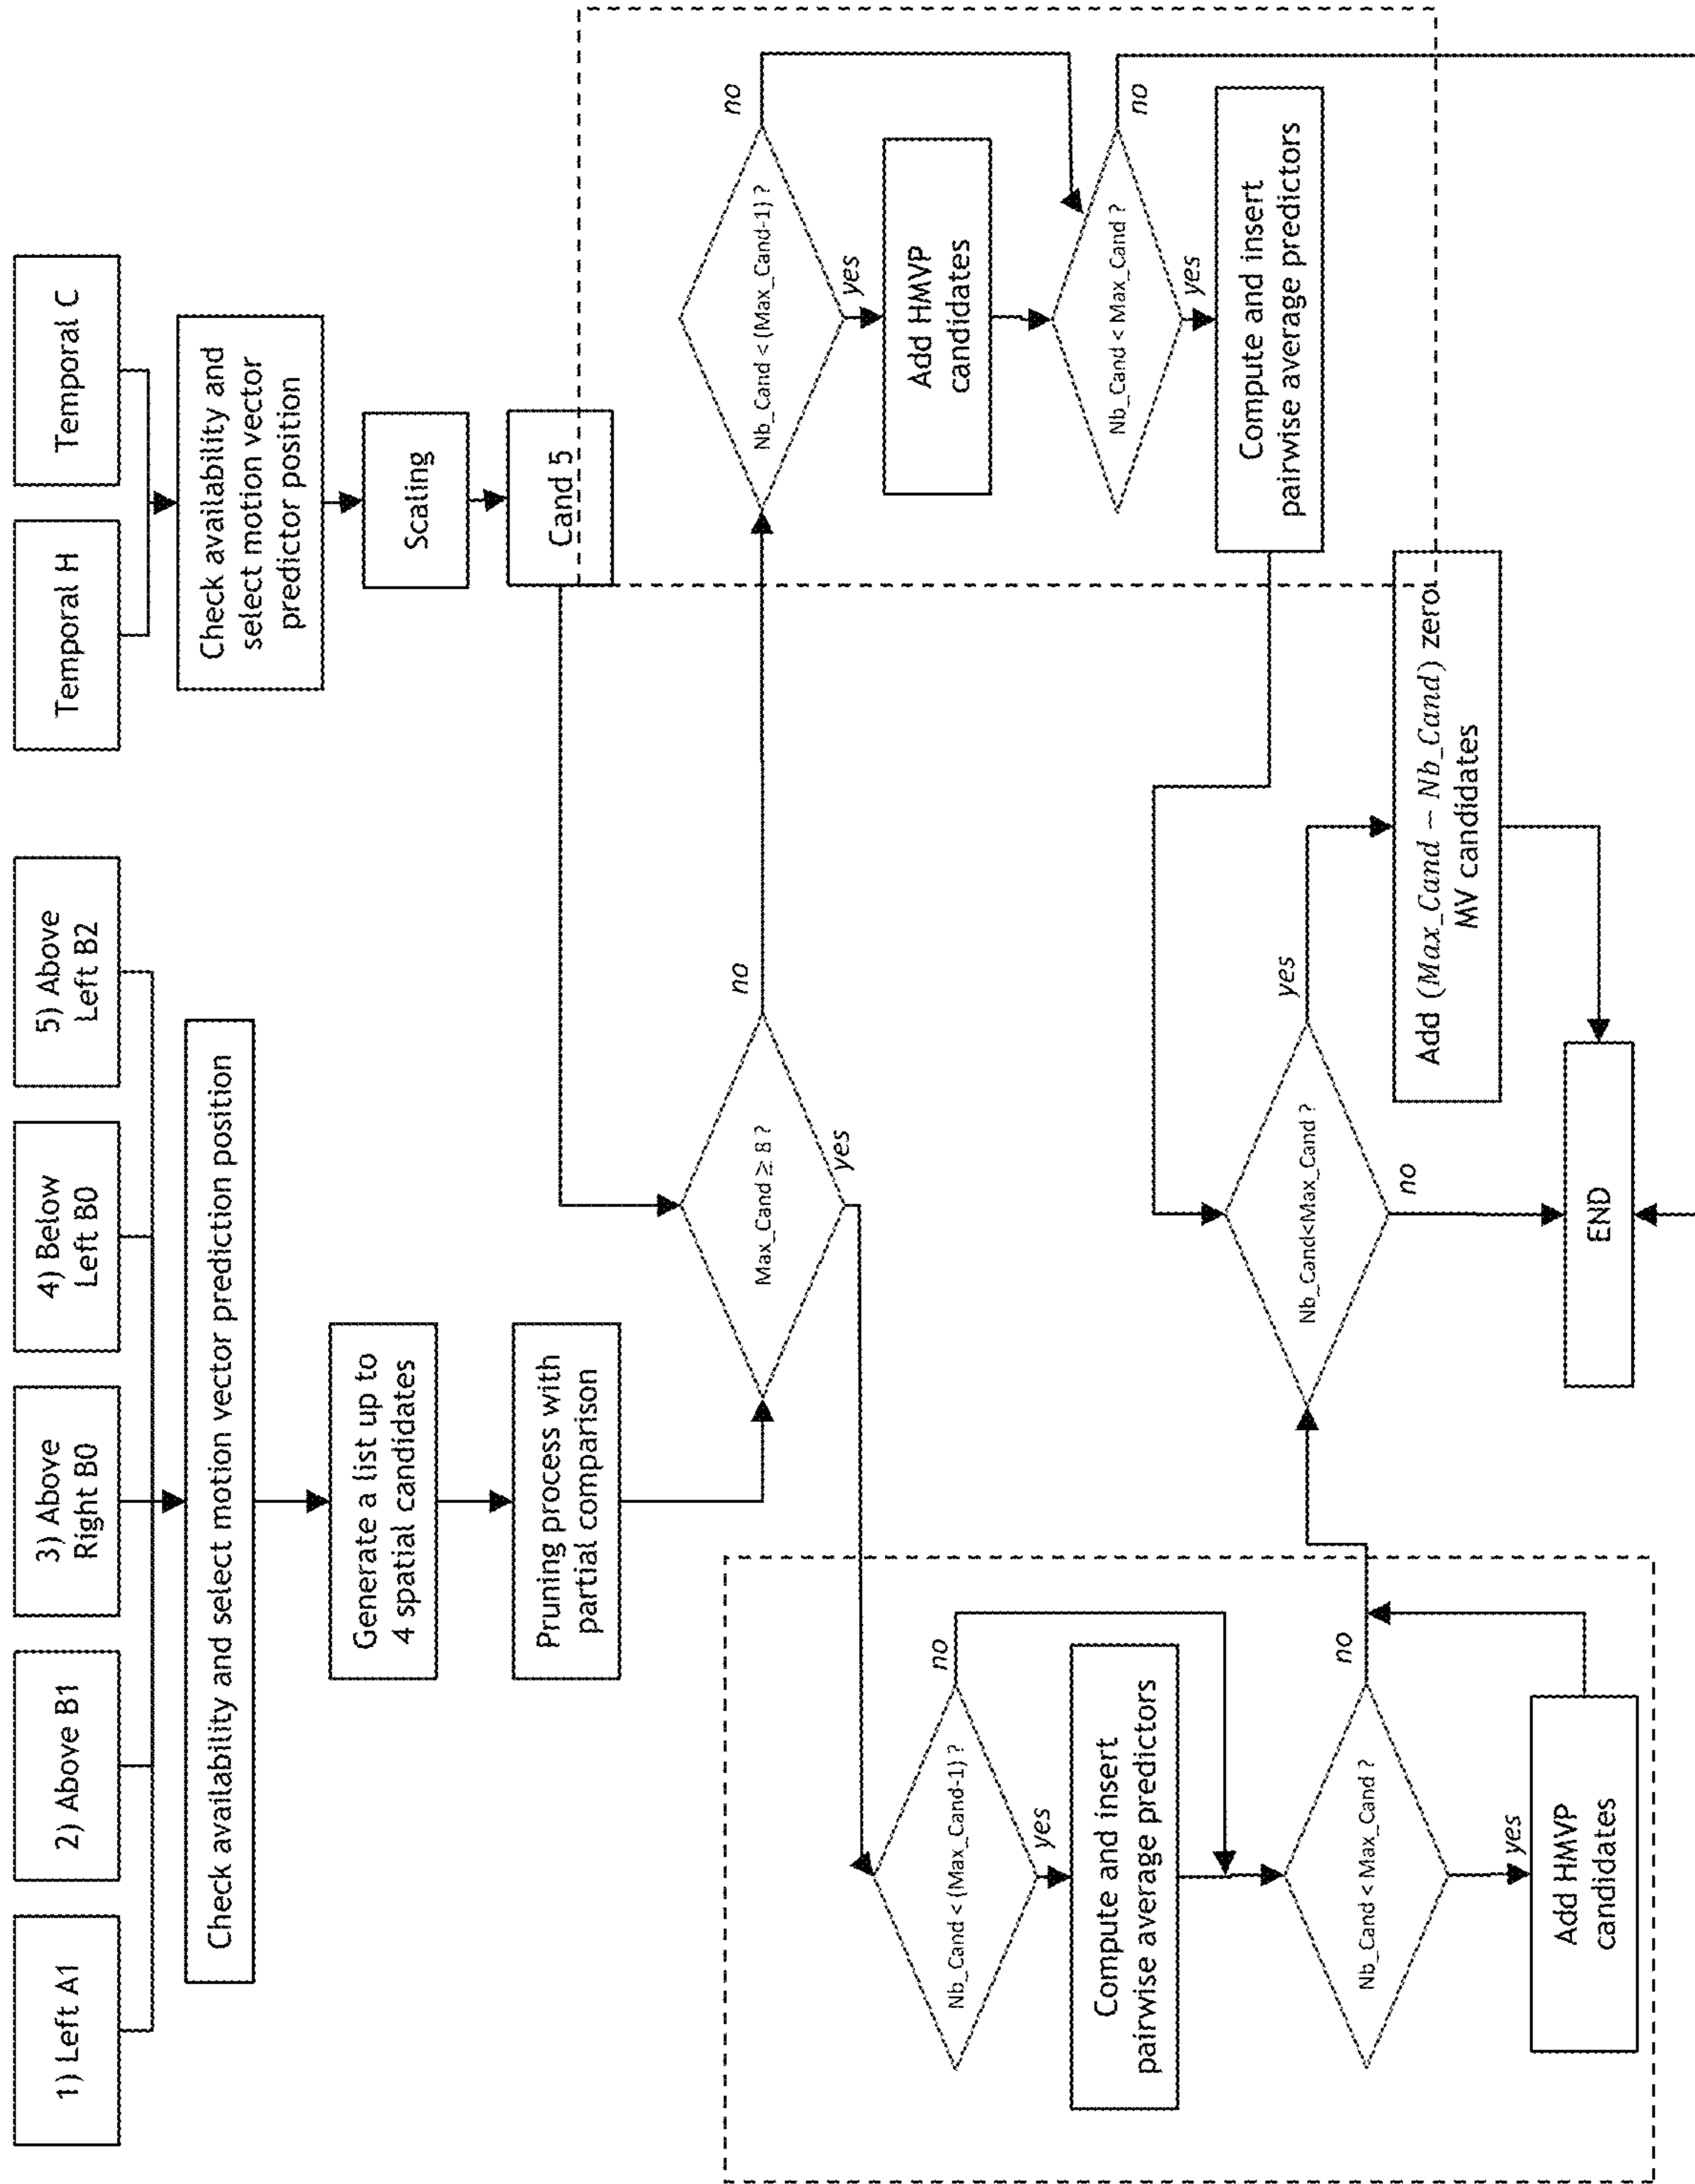 1) Left A1
2) Above B1
3) Above
Right B0
4) Below
Left B0
5) Above
Left B2
Temporal H
Temporal C
Check availability and select motion vector prediction position
Check availability and
select motion vector
predictor position
Generate a list up to
4 spatial candidates
Scaling
Pruning process with
partial comparison
Cand 5
Max_Cand ≥ 8 ?
no
yes
Nb_Cand < (Max_Cand-1) ?
no
yes
Add HMVP
candidates
Nb_Cand < Max_Cand ?
no
yes
Compute and insert
pairwise average predictors
Nb_Cand < (Max_Cand-1) ?
no
yes
Compute and insert
pairwise average predictors
Nb_Cand < Max_Cand ?
no
yes
Add HMVP
candidates
Nb_Cand<Max_Cand ?
yes
no
Add (Max_Cand − Nb_Cand) zero
MV candidates
END